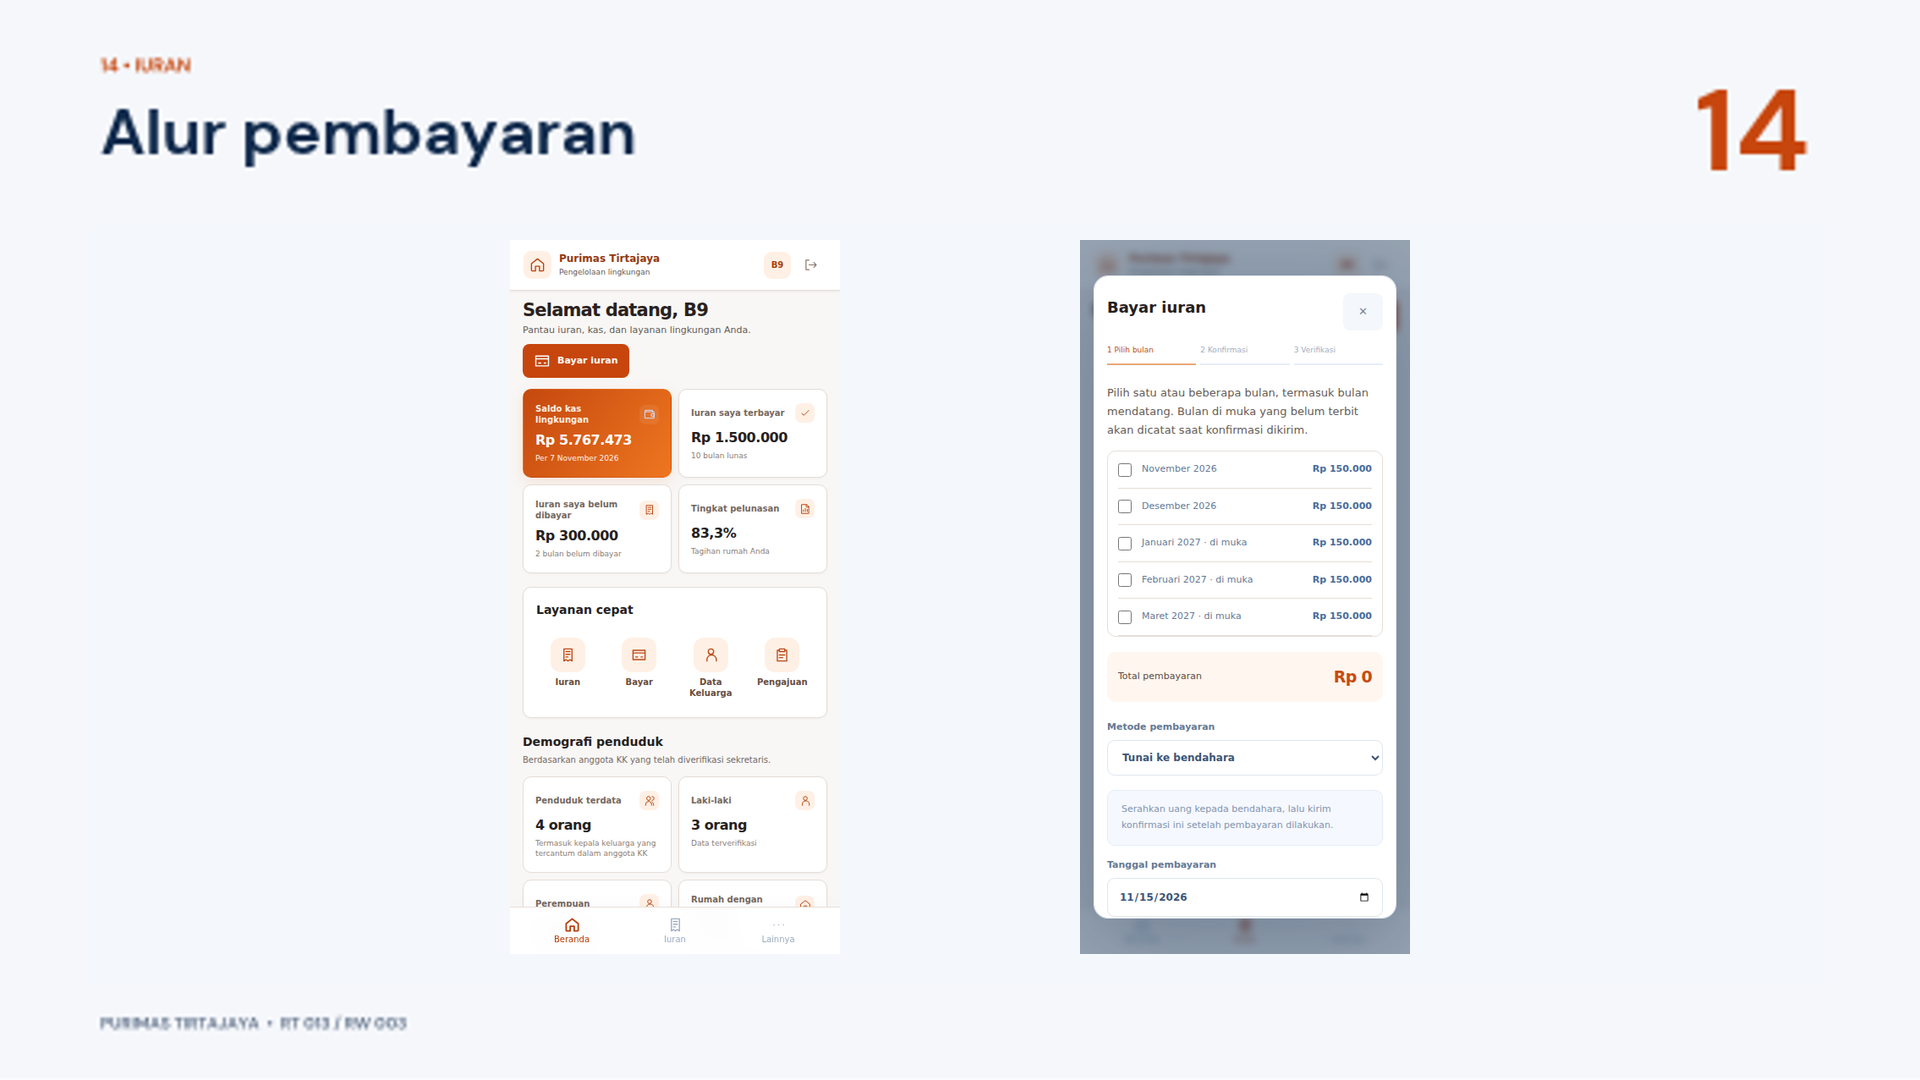 14 • IURAN
Alur pembayaran
14
Purimas Tirtajaya
Pengelolaan lingkungan
B9
Selamat datang, B9
Pantau iuran, kas, dan layanan lingkungan Anda.
Bayar iuran
Saldo kas
lingkungan
Rp 5.767.473
Per 7 November 2026
Iuran saya terbayar
Rp 1.500.000
10 bulan lunas
Iuran saya belum
dibayar
Rp 300.000
2 bulan belum dibayar
Tingkat pelunasan
83,3%
Tagihan rumah Anda
Layanan cepat
Iuran
Bayar
Data
Keluarga
Pengajuan
Demografi penduduk
Berdasarkan anggota KK yang telah diverifikasi sekretaris.
Penduduk terdata
4 orang
Termasuk kepala keluarga yang
tercantum dalam anggota KK
Laki-laki
3 orang
Data terverifikasi
Perempuan
Rumah dengan
Beranda
Iuran
Lainnya
Bayar iuran
×
1 Pilih bulan
2 Konfirmasi
3 Verifikasi
Pilih satu atau beberapa bulan, termasuk bulan
mendatang. Bulan di muka yang belum terbit
akan dicatat saat konfirmasi dikirim.
November 2026 Rp 150.000
Desember 2026 Rp 150.000
Januari 2027 · di muka Rp 150.000
Februari 2027 · di muka Rp 150.000
Maret 2027 · di muka Rp 150.000
Total pembayaran Rp 0
Metode pembayaran
Tunai ke bendahara
Serahkan uang kepada bendahara, lalu kirim
konfirmasi ini setelah pembayaran dilakukan.
Tanggal pembayaran
11/15/2026
PURIMAS TIRTAJAYA • RT 013 / RW 003